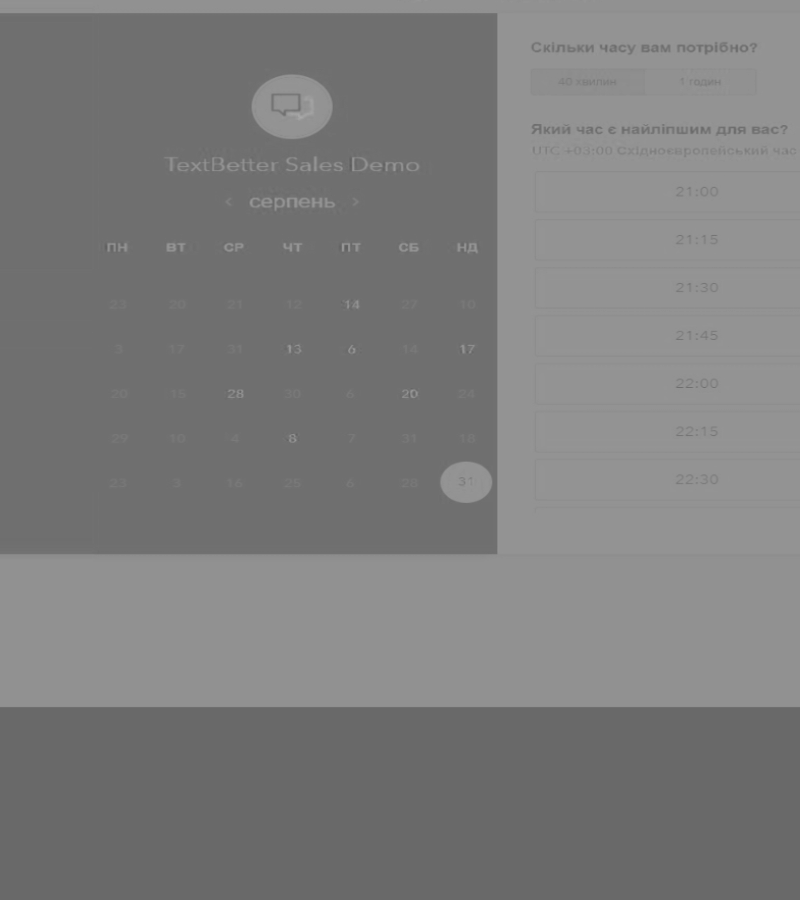 TextBetter Sales Demo
‹ серпень ›
ПН ВТ СР ЧТ ПТ СБ НД
23 20 21 12 14 27 10
3 17 31 13 6 14 17
20 15 28 30 6 20 24
29 10 4 8 7 31 18
23 3 16 25 6 28 31
Скільки часу вам потрібно?
40 хвилин 1 годин
Який час є найліпшим для вас?
UTC +03:00 Східноєвропейський час
21:00
21:15
21:30
21:45
22:00
22:15
22:30